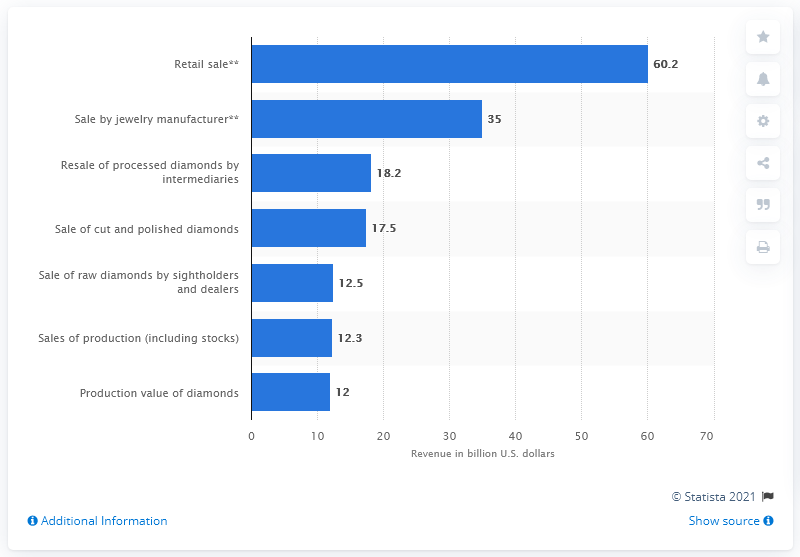 Retail sale**
60.2
Sale by jewelry manufacturer**
35
Resale of processed diamonds by
intermediaries
18.2
Sale of cut and polished diamonds
17.5
Sale of raw diamonds by sightholders
and dealers
12.5
Sales of production (including stocks)
12.3
Production value of diamonds
12
0 10 20 30 40 50 60 70
Revenue in billion U.S. dollars
© Statista 2021
Additional Information
Show source